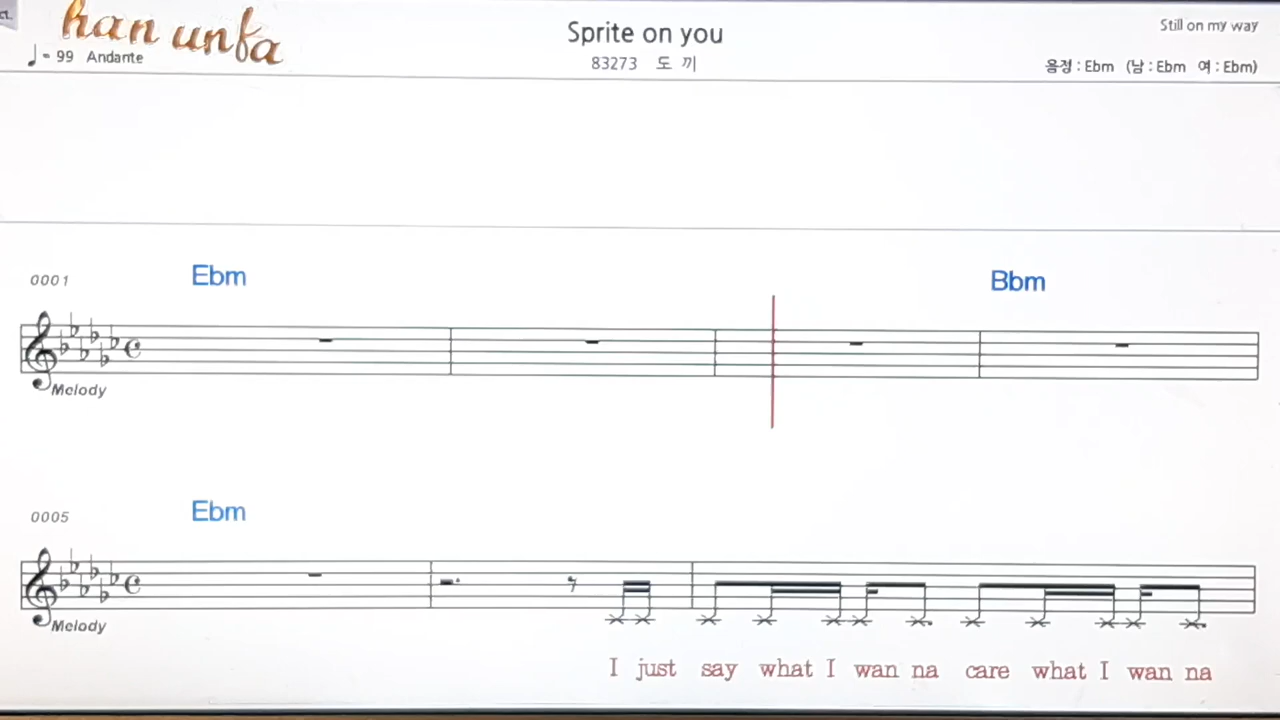 han unfa
Sprite on you
Still on my way
♩= 99 Andante
83273 도 끼
음정 : Ebm (남 : Ebm 여 : Ebm)
0001 Ebm Bbm
Melody
0005 Ebm
Melody
I just say what I wan na care what I wan na